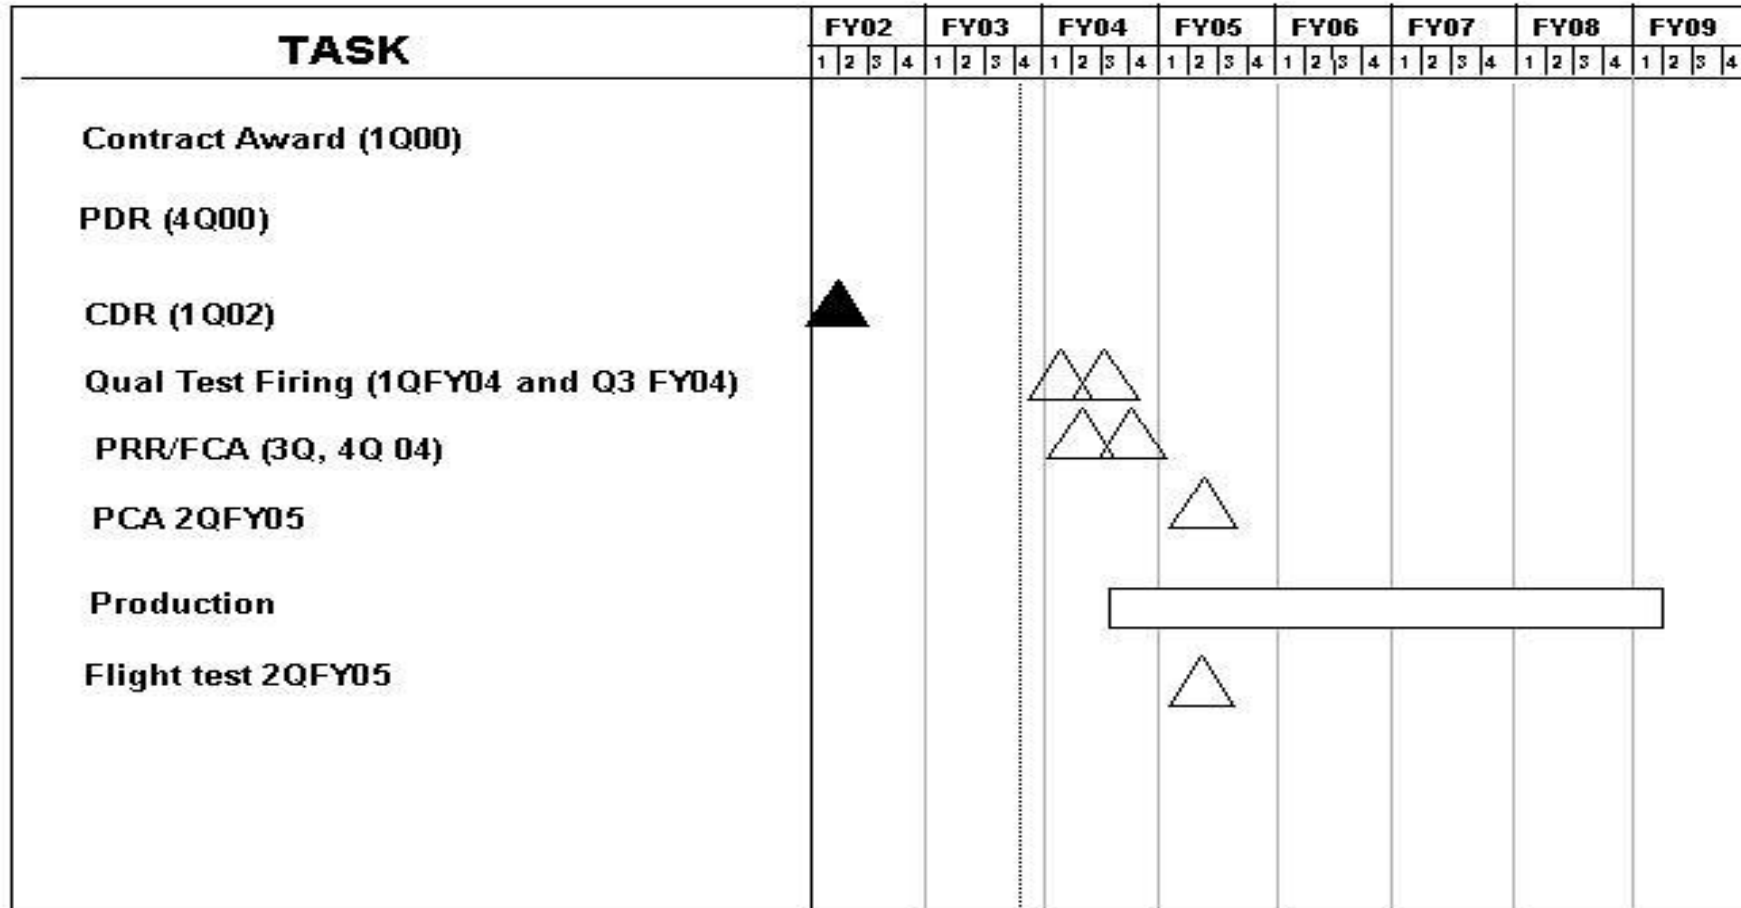 TASK
FY02 FY03 FY04 FY05 FY06 FY07 FY08 FY09
1 2 3 4 1 2 3 4 1 2 3 4 1 2 3 4 1 2 3 4 1 2 3 4 1 2 3 4 1 2 3 4
Contract Award (1Q00)
PDR (4Q00)
CDR (1Q02)
Qual Test Firing (1QFY04 and Q3 FY04)
PRR/FCA (3Q, 4Q 04)
PCA 2QFY05
Production
Flight test 2QFY05